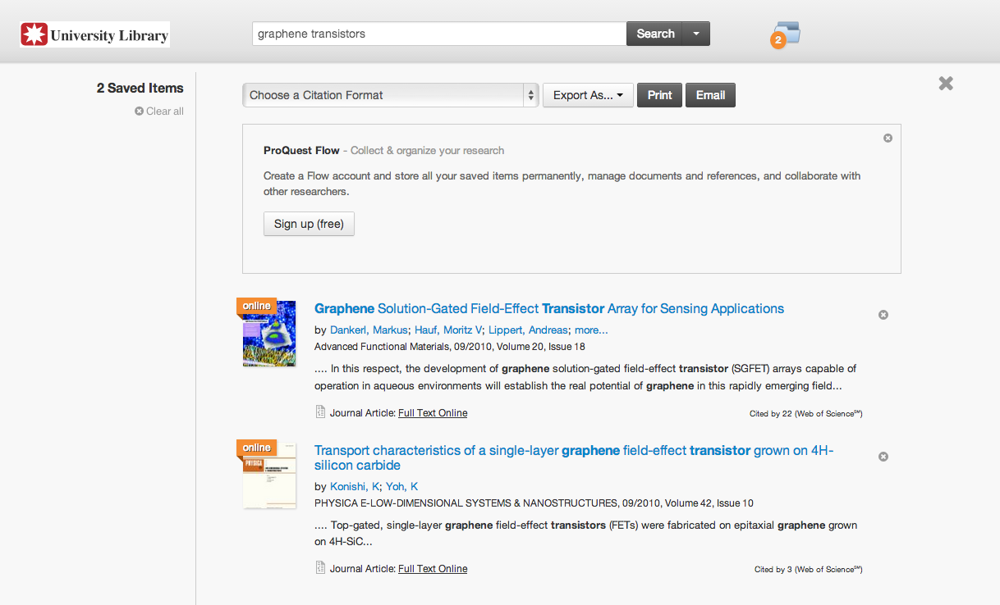 University Library
graphene transistors
Search
2
2 Saved Items
Clear all
Choose a Citation Format
Export As...
Print
Email
ProQuest Flow - Collect & organize your research
Create a Flow account and store all your saved items permanently, manage documents and references, and collaborate with
other researchers.
Sign up (free)
online
Graphene Solution-Gated Field-Effect Transistor Array for Sensing Applications
by Dankerl, Markus; Hauf, Moritz V; Lippert, Andreas; more...
Advanced Functional Materials, 09/2010, Volume 20, Issue 18
.... In this respect, the development of graphene solution-gated field-effect transistor (SGFET) arrays capable of
operation in aqueous environments will establish the real potential of graphene in this rapidly emerging field...
Journal Article: Full Text Online
Cited by 22 (Web of Science℠)
online
PHYSICA
Transport characteristics of a single-layer graphene field-effect transistor grown on 4H-
silicon carbide
by Konishi, K; Yoh, K
PHYSICA E-LOW-DIMENSIONAL SYSTEMS & NANOSTRUCTURES, 09/2010, Volume 42, Issue 10
.... Top-gated, single-layer graphene field-effect transistors (FETs) were fabricated on epitaxial graphene grown
on 4H-SiC...
Journal Article: Full Text Online
Cited by 3 (Web of Science℠)